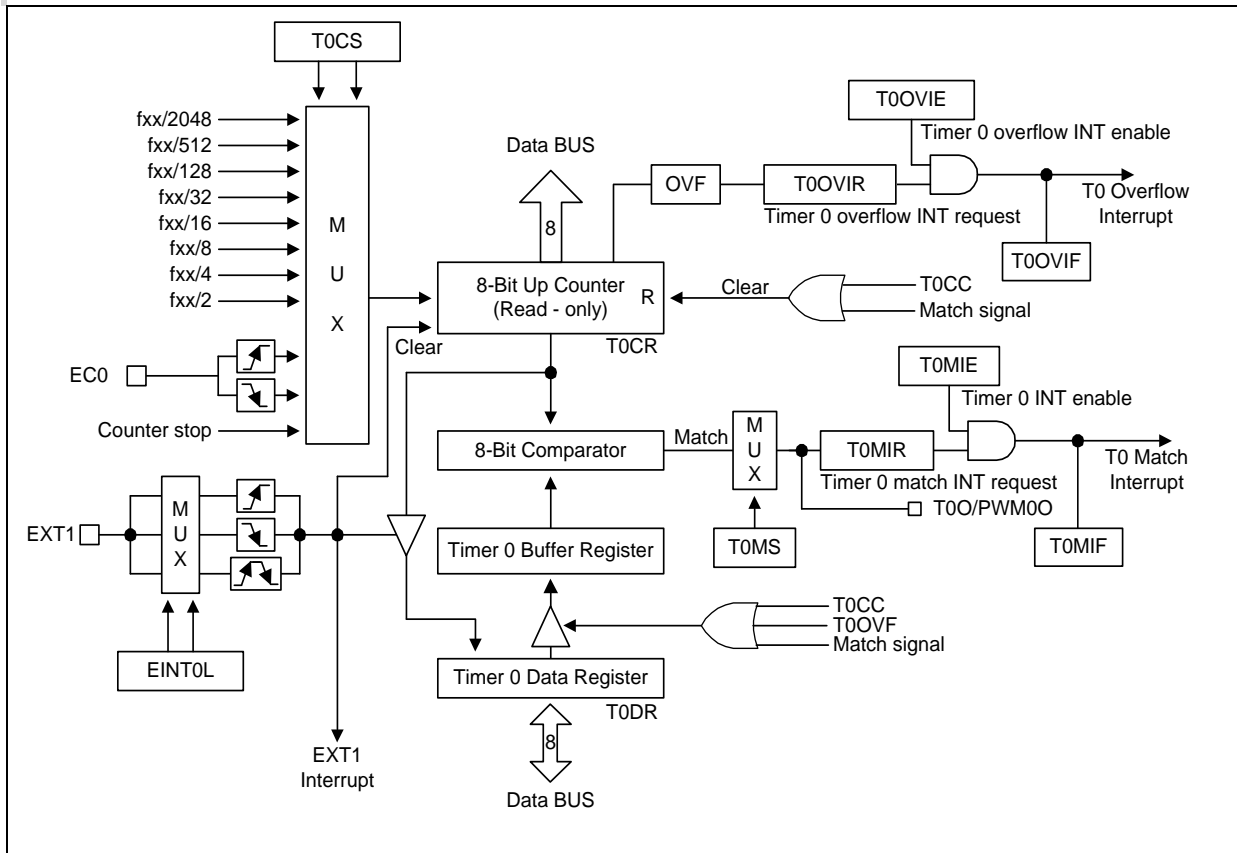 T0CS
fxx/2048
fxx/512
fxx/128
fxx/32
fxx/16
fxx/8
fxx/4
fxx/2
M
U
X
EC0
Counter stop
Data BUS
8
8-Bit Up Counter
(Read - only)
R
T0CR
Clear
OVF
T0OVIR
Timer 0 overflow INT request
T0OVIE
Timer 0 overflow INT enable
T0 Overflow
Interrupt
T0OVIF
Clear
T0CC
Match signal
8-Bit Comparator
Match
M
U
X
T0MS
T0MIR
Timer 0 match INT request
T0O/PWM0O
T0MIE
Timer 0 INT enable
T0 Match
Interrupt
T0MIF
EXT1
M
U
X
EINT0L
EXT1
Interrupt
Timer 0 Buffer Register
T0CC
T0OVF
Match signal
Timer 0 Data Register
T0DR
8
Data BUS